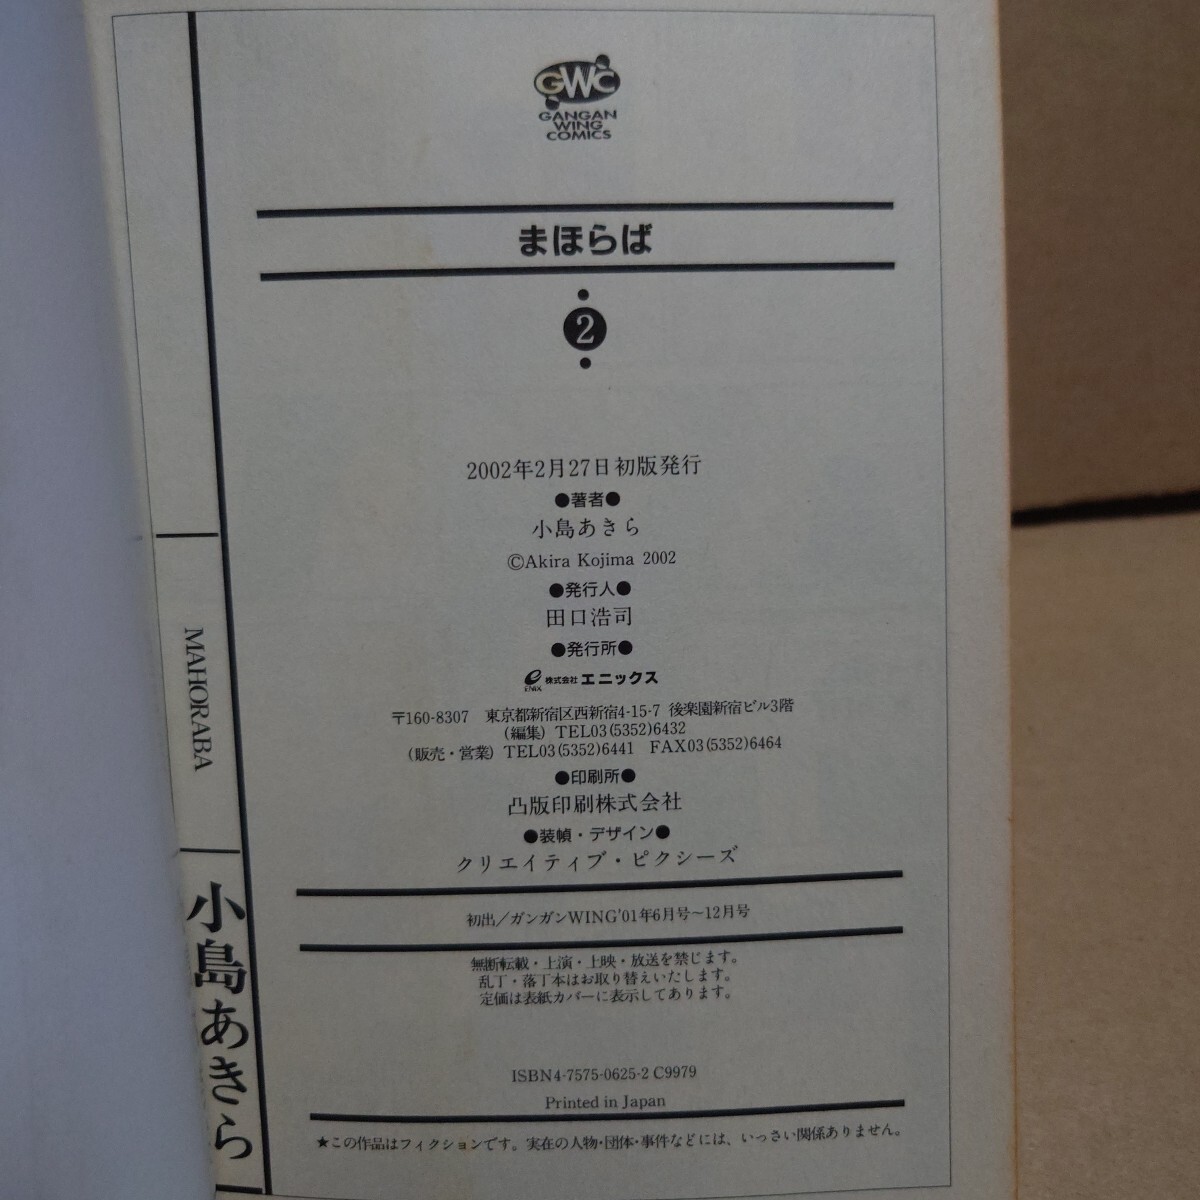 GWC
GANGAN
WING
COMICS
まほらば
2
2002年2月27日初版発行
●著者●
小島あきら
©Akira Kojima 2002
●発行人●
田口浩司
●発行所●
e ENIX 株式会社エニックス
〒160-8307 東京都新宿区西新宿4-15-7 後楽園新宿ビル3階
(編集) TEL03(5352)6432
(販売・営業) TEL03(5352)6441 FAX03(5352)6464
●印刷所●
凸版印刷株式会社
●装幀・デザイン●
クリエイティブ・ピクシーズ
初出/ガンガンWING'01年6月号~12月号
無断転載・上演・上映・放送を禁じます。
乱丁・落丁本はお取り替えいたします。
定価は表紙カバーに表示してあります。
ISBN4-7575-0625-2 C9979
Printed in Japan
★この作品はフィクションです。実在の人物・団体・事件などには、いっさい関係ありません。
MAHORABA
小島あきら